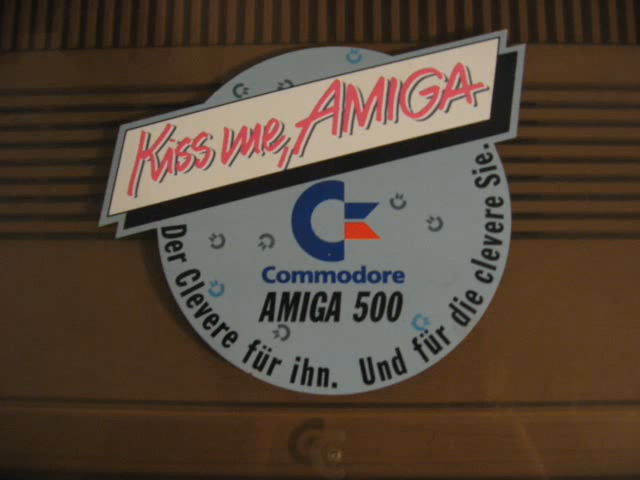 Kiss me, AMIGA
Commodore
AMIGA 500
Der Clevere für ihn. Und für die clevere Sie.